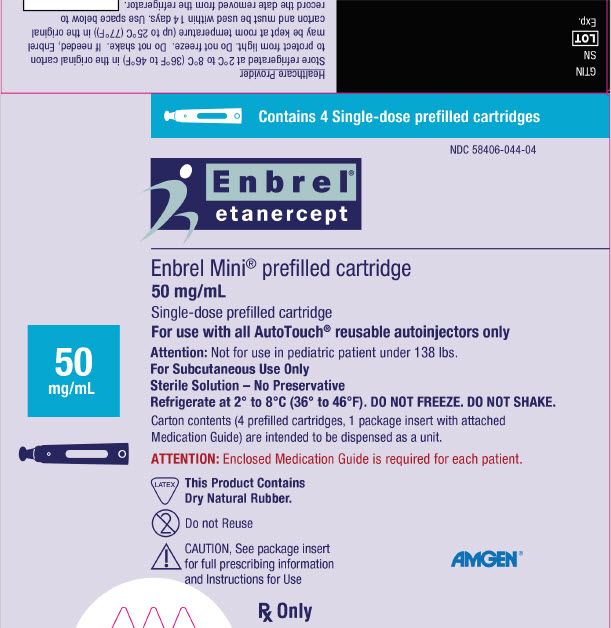 record the date removed from the refrigerator.
carton and must be used within 14 days. Use space below to
may be kept at room temperature (up to 25°C (77°F)) in the original
to protect from light. Do not freeze. Do not shake. If needed, Enbrel
Store refrigerated at 2°C to 8°C (36°F to 46°F) in the original carton
Healthcare Provider
Exp.
LOT
SN
GTIN
Contains 4 Single-dose prefilled cartridges
NDC 58406-044-04
Enbrel®
etanercept
Enbrel Mini® prefilled cartridge
50 mg/mL
Single-dose prefilled cartridge
For use with all AutoTouch® reusable autoinjectors only
Attention: Not for use in pediatric patient under 138 lbs.
For Subcutaneous Use Only
Sterile Solution – No Preservative
Refrigerate at 2° to 8°C (36° to 46°F). DO NOT FREEZE. DO NOT SHAKE.
Carton contents (4 prefilled cartridges, 1 package insert with attached
Medication Guide) are intended to be dispensed as a unit.
ATTENTION: Enclosed Medication Guide is required for each patient.
50
mg/mL
LATEX
This Product Contains
Dry Natural Rubber.
2
Do not Reuse
CAUTION, See package insert
for full prescribing information
and Instructions for Use
AMGEN®
Rx Only